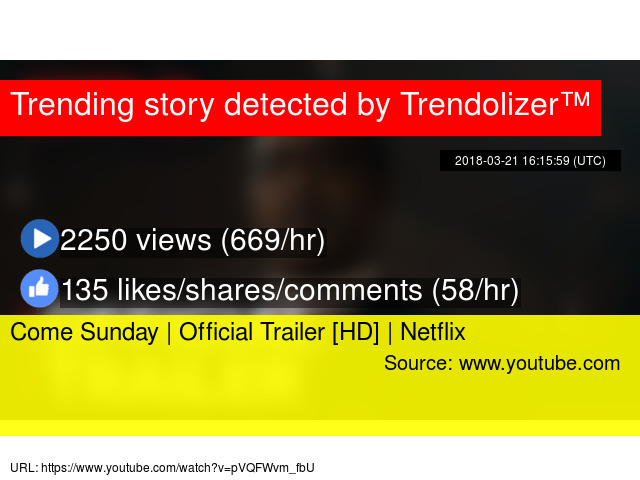 Trending story detected by Trendolizer™
2018-03-21 16:15:59 (UTC)
2250 views (669/hr)
135 likes/shares/comments (58/hr)
Come Sunday | Official Trailer [HD] | Netflix
Source: www.youtube.com
TRAILER
URL: https://www.youtube.com/watch?v=pVQFWvm_fbU